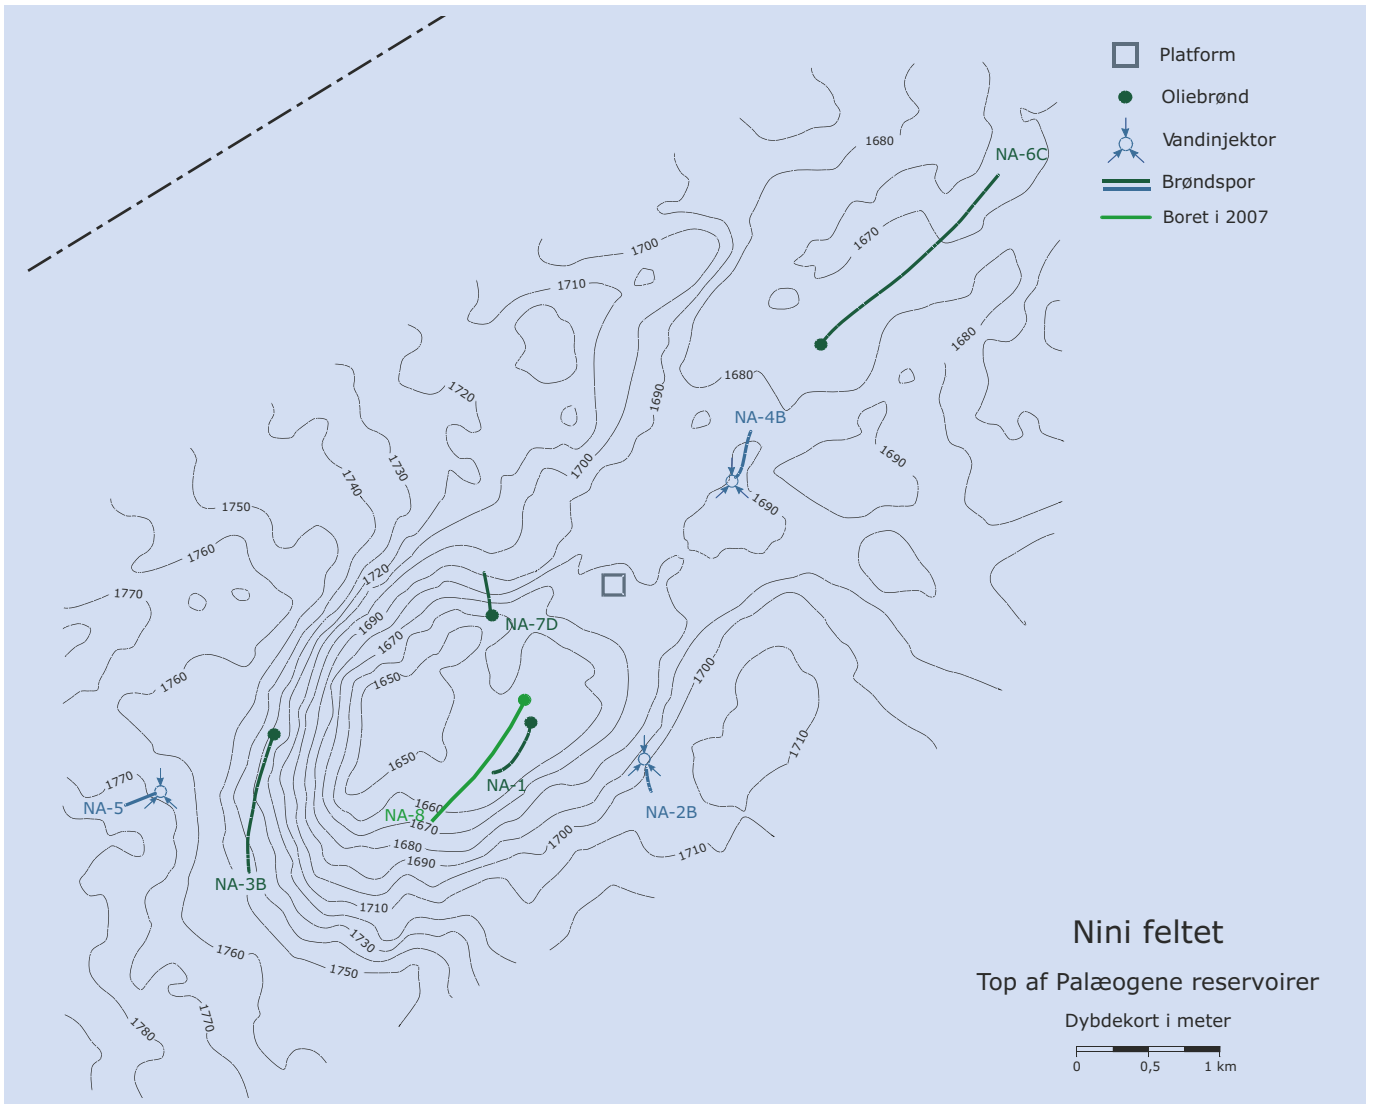 Platform
Oliebrønd
Vandinjektor
Brøndspor
Boret i 2007
1680
NA-6C
1670
1700
1710
1680
1680
1720
1690
NA-4B
1700
1690
1730
1740
1690
1750
1760
1720
1770
1690
NA-7D
1670
1760
1650
1700
1710
1650
1770
NA-5
NA-1
NA-2B
1660
NA-8
1670
1680
1700
1710
1690
NA-3B
1710
1730
1760
1750
1770
1780
Nini feltet
Top af Palæogene reservoirer
Dybdekort i meter
0 0,5 1 km